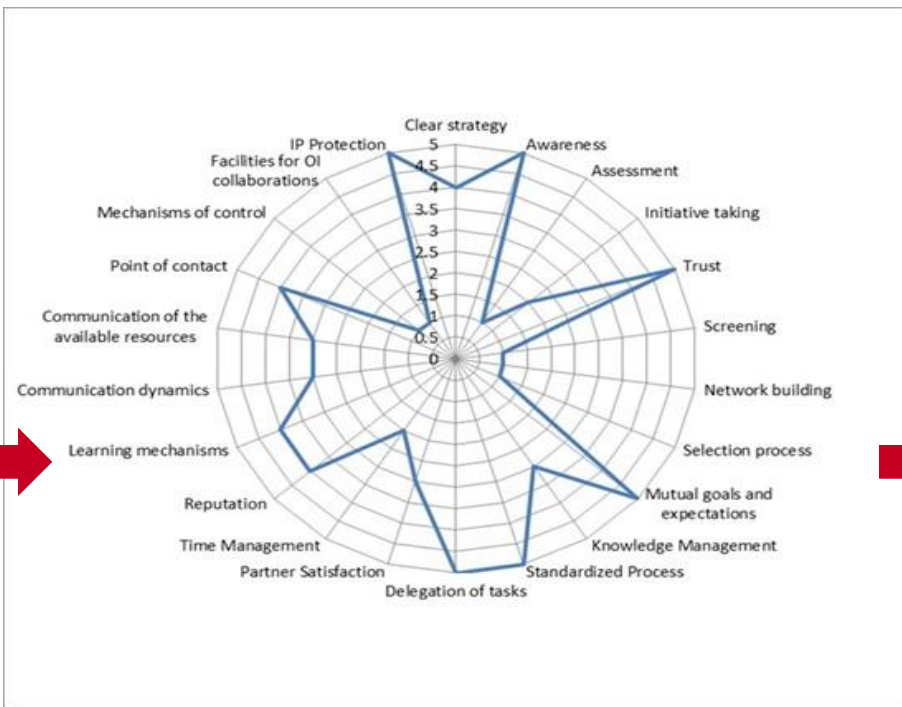 Clear strategy
5
IP Protection
Awareness
4.5
Facilities for OI
collaborations
Assessment
4
Mechanisms of control
3.5
Initiative taking
3
Point of contact
2.5
Trust
2
Communication of the
available resources
1.5
1
Screening
0.5
0
Communication dynamics
Network building
Learning mechanisms
Selection process
Reputation
Mutual goals and
expectations
Time Management
Knowledge Management
Partner Satisfaction
Standardized Process
Delegation of tasks